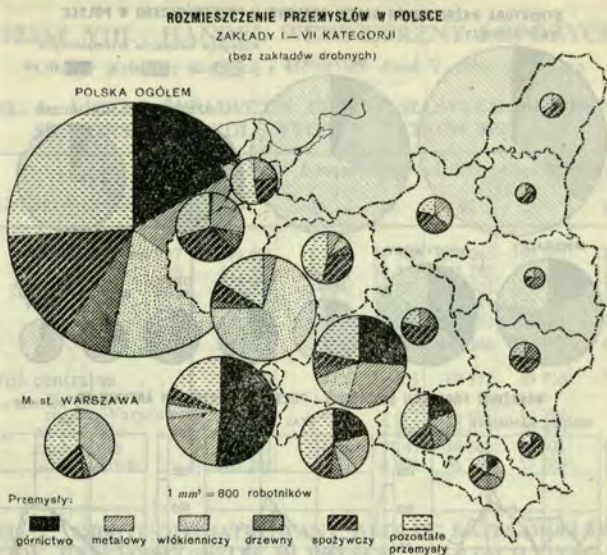 ROZMIESZCZENIE PRZEMYSŁÓW W POLSCE
ZAKŁADY I—VII KATEGORJI
(bez zakładów drobnych)
POLSKA OGÓŁEM
M. st. WARSZAWA
1 mm² = 800 robotników
Przemysły:
górnictwo metalowy włókienniczy drzewny spożywczy pozostałe przemysły